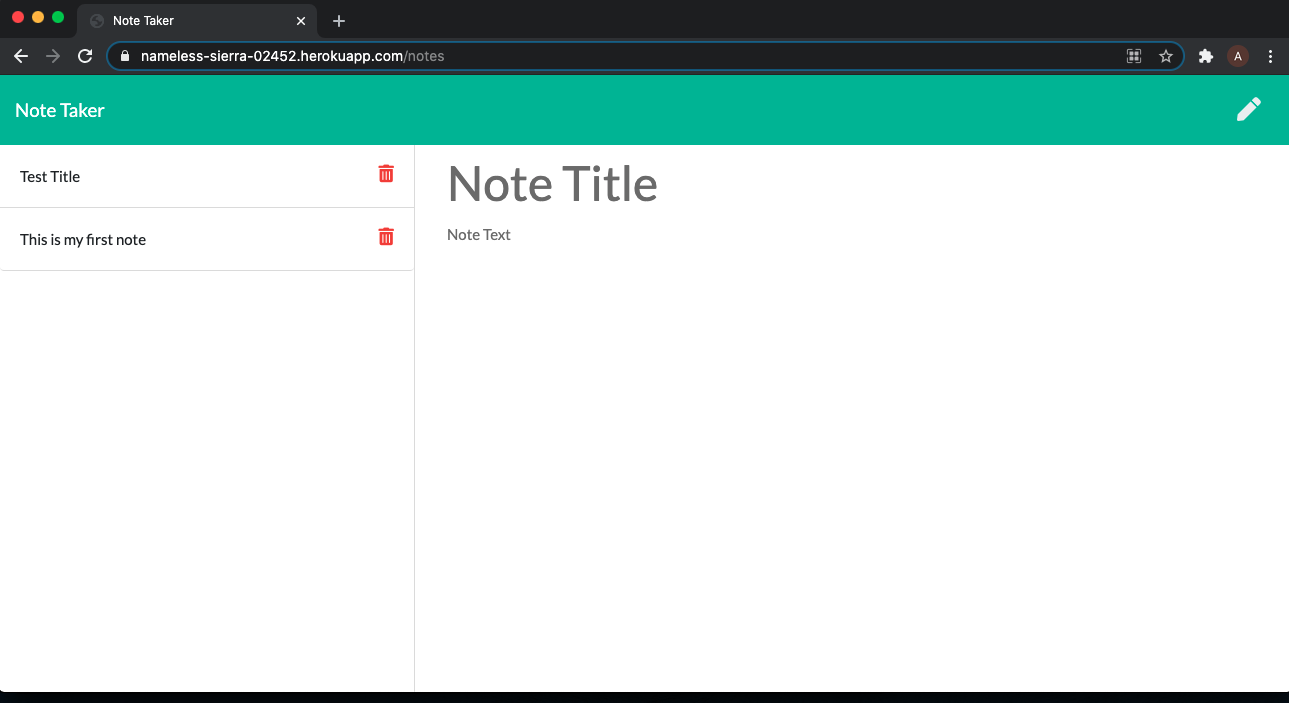 Note Taker
nameless-sierra-02452.herokuapp.com/notes
A
Note Taker
Test Title
This is my first note
Note Title
Note Text